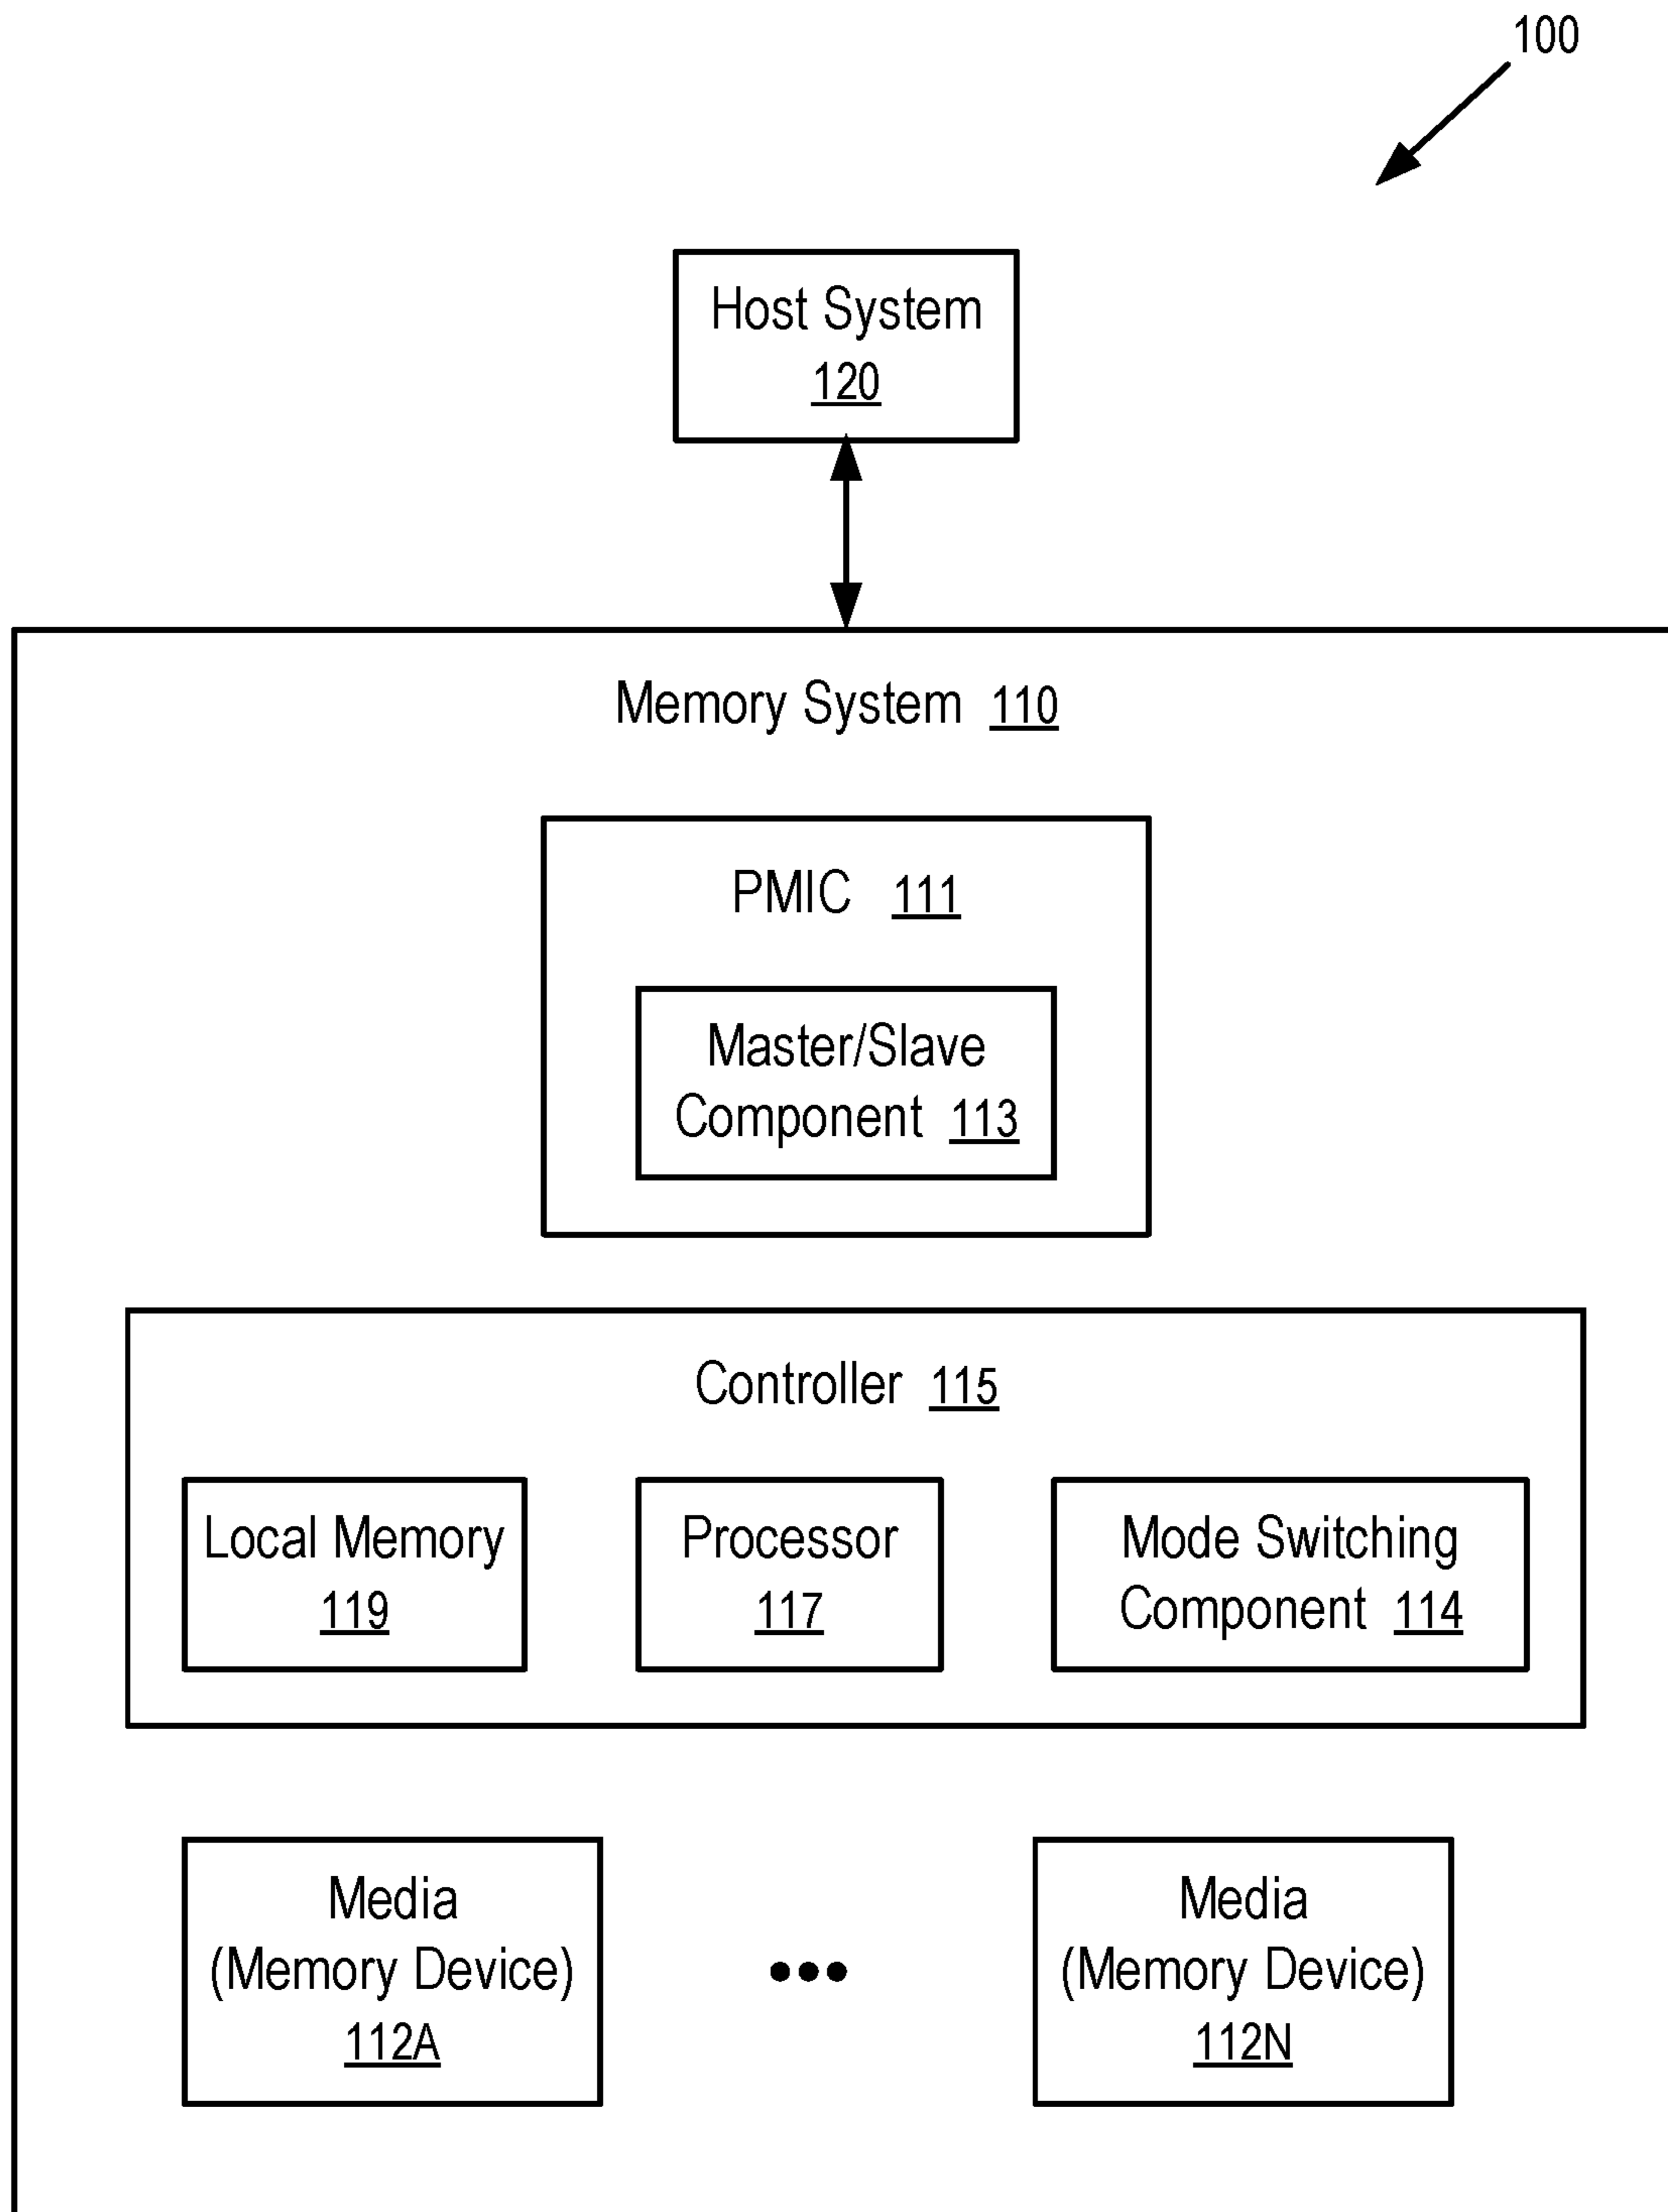 100
Host System
120
Memory System 110
PMIC 111
Master/Slave
Component 113
Controller 115
Local Memory
119
Processor
117
Mode Switching
Component 114
Media
(Memory Device)
112A
•••
Media
(Memory Device)
112N